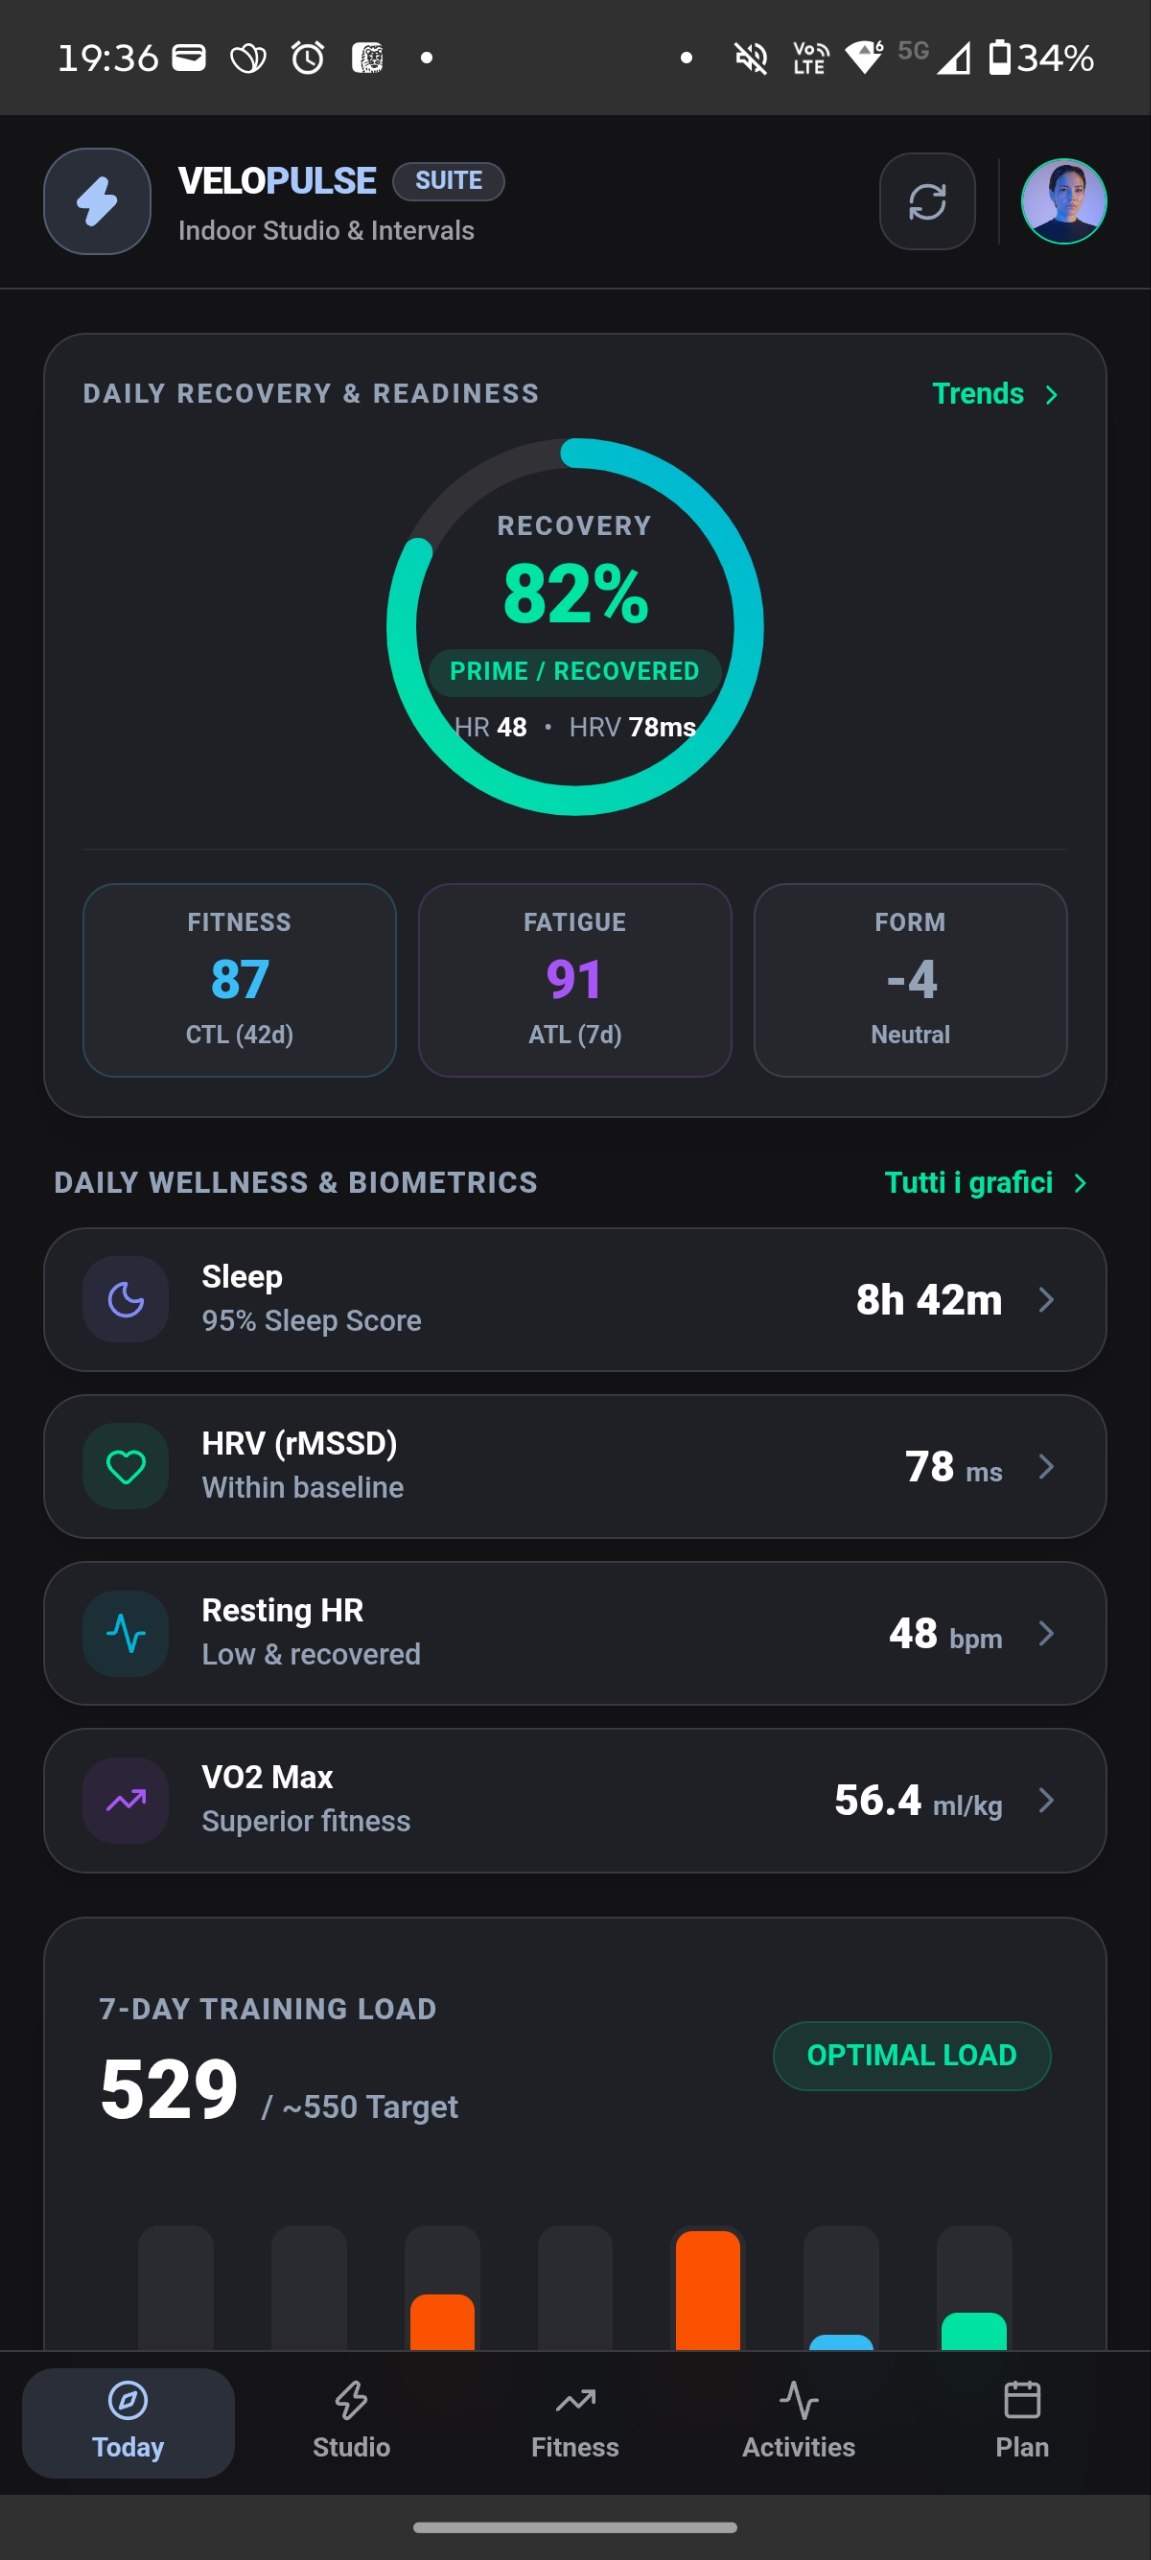 19:36
Vo LTE 6 5G 34%
VELOPULSE SUITE
Indoor Studio & Intervals
DAILY RECOVERY & READINESS Trends
RECOVERY
82%
PRIME / RECOVERED
HR 48 • HRV 78ms
FITNESS FATIGUE FORM
87 91 -4
CTL (42d) ATL (7d) Neutral
DAILY WELLNESS & BIOMETRICS Tutti i grafici
Sleep
95% Sleep Score
8h 42m
HRV (rMSSD)
Within baseline
78 ms
Resting HR
Low & recovered
48 bpm
VO2 Max
Superior fitness
56.4 ml/kg
7-DAY TRAINING LOAD
529 / ~550 Target
OPTIMAL LOAD
Today Studio Fitness Activities Plan